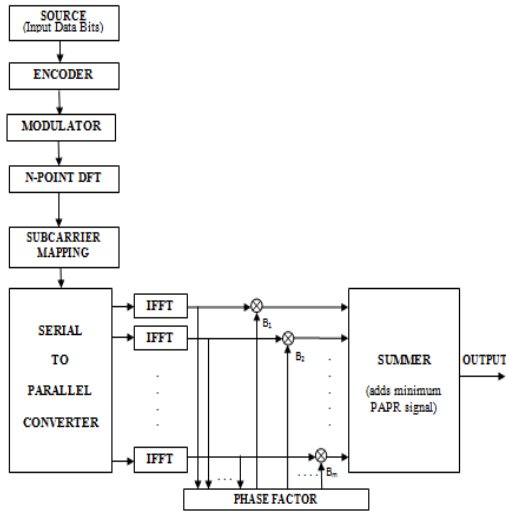 SOURCE
(Input Data Bits)
ENCODER
MODULATOR
N-POINT DFT
SUBCARRIER
MAPPING
SERIAL
TO
PARALLEL
CONVERTER
IFFT
IFFT
IFFT
B1
B2
Bm
SUMMER
(adds minimum
PAPR signal)
OUTPUT
PHASE FACTOR